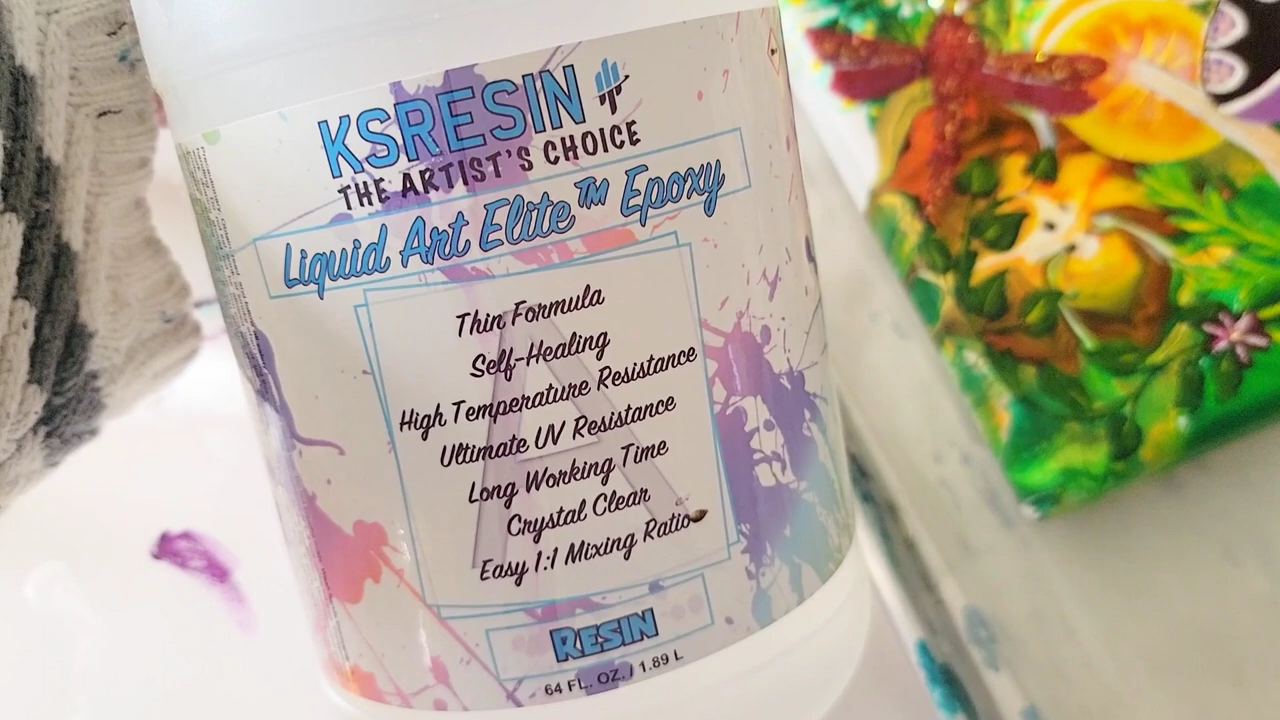 KSRESIN
THE ARTIST'S CHOICE
Liquid Art Elite™ Epoxy
Thin Formula
Self-Healing
High Temperature Resistance
Ultimate UV Resistance
Long Working Time
Crystal Clear
Easy 1:1 Mixing Ratio
RESIN
64 FL. OZ. / 1.89 L